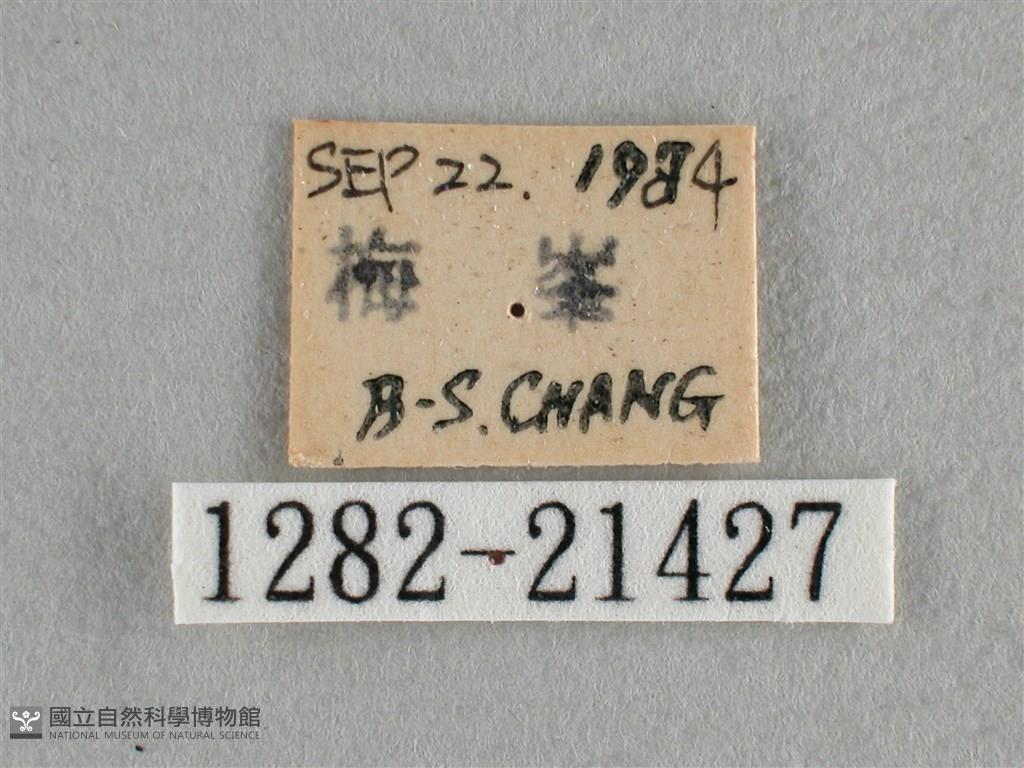 SEP 22. 1984
梅 峯
B-S. CHANG
1282-21427
國立自然科學博物館
NATIONAL MUSEUM OF NATURAL SCIENCE